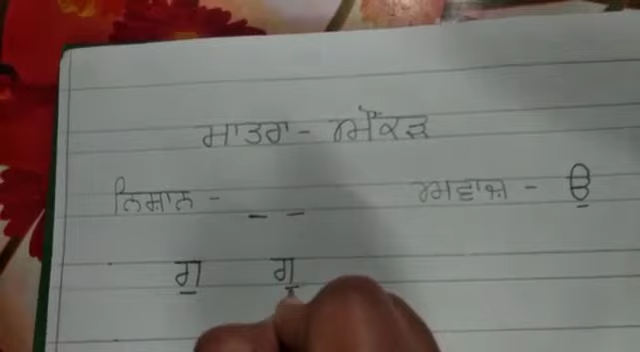 ਮਾਤਰਾ - ਔਂਕੜ
ਨਿਸ਼ਾਨ - _ _ ਅਵਾਜ਼ - ਉ
ਗੁ ਗੁ